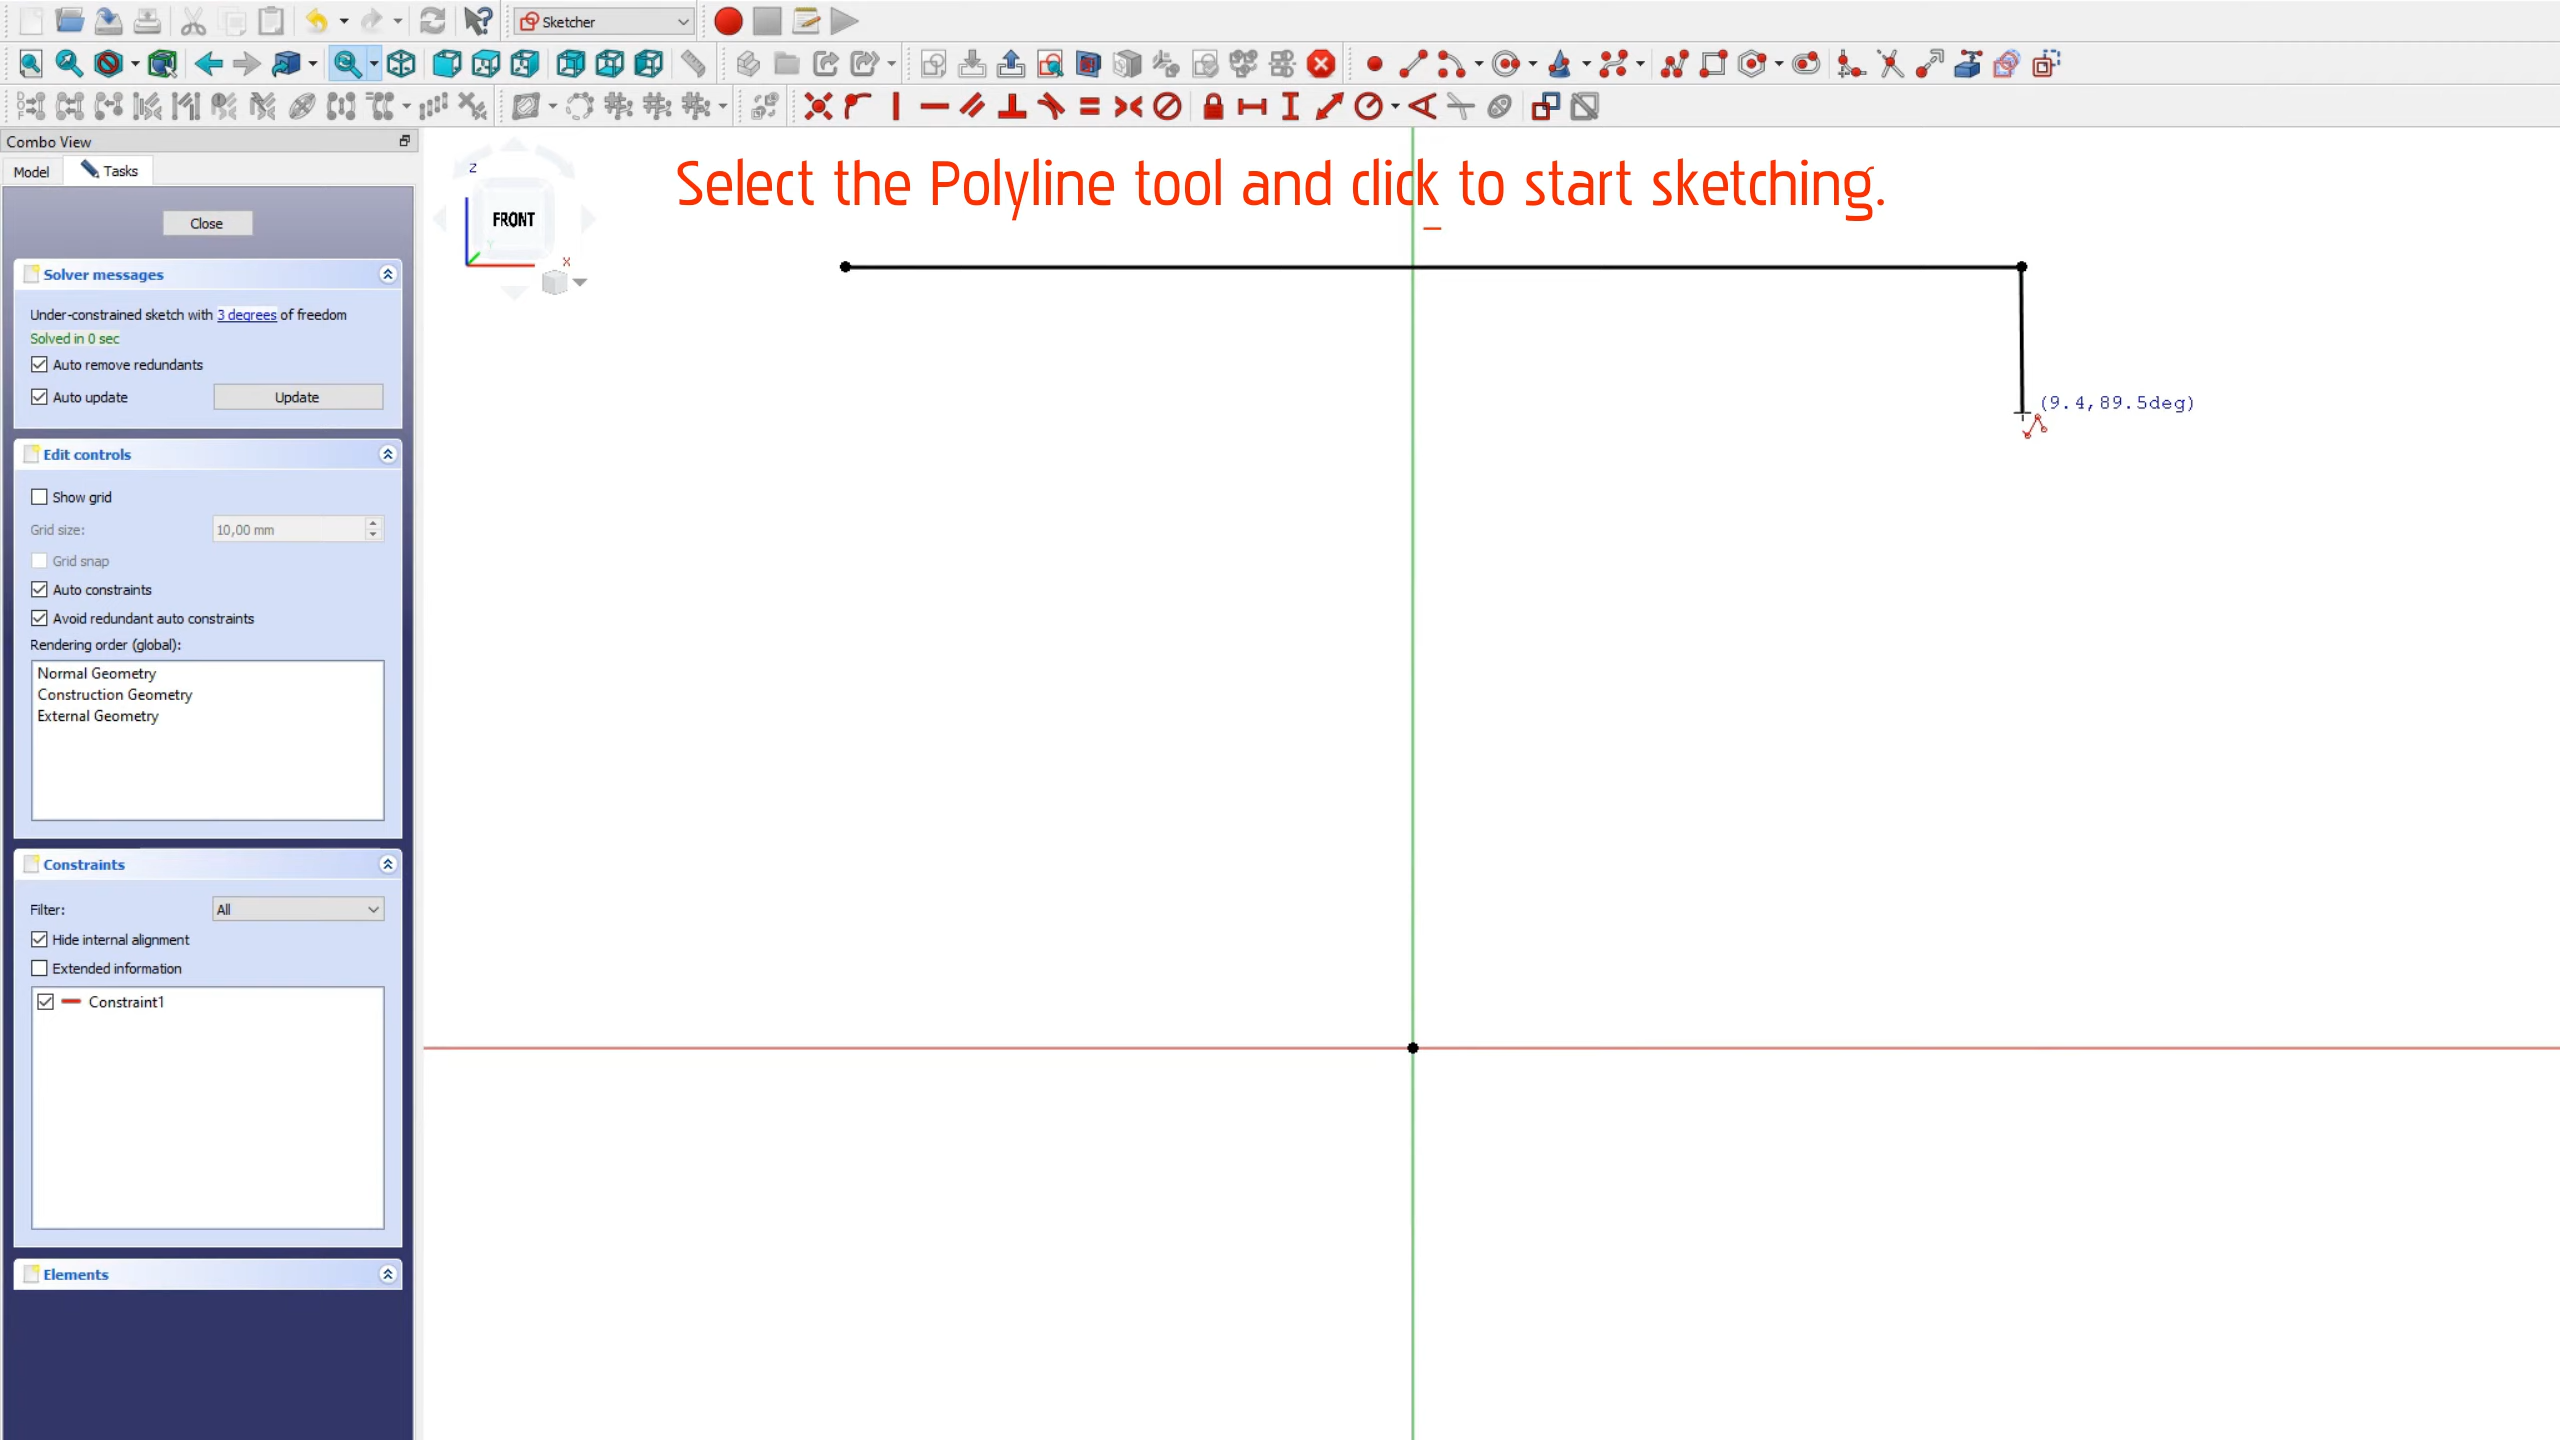 Sketcher
Combo View
Model
Tasks
Select the Polyline tool and click to start sketching.
Z
FRONT
Y
X
Close
Solver messages
Under-constrained sketch with 3 degrees of freedom
Solved in 0 sec
Auto remove redundants
Auto update
Update
(9.4,89.5deg)
Edit controls
Show grid
Grid size:
10,00 mm
Grid snap
Auto constraints
Avoid redundant auto constraints
Rendering order (global):
Normal Geometry
Construction Geometry
External Geometry
Constraints
Filter:
All
Hide internal alignment
Extended information
Constraint1
Elements